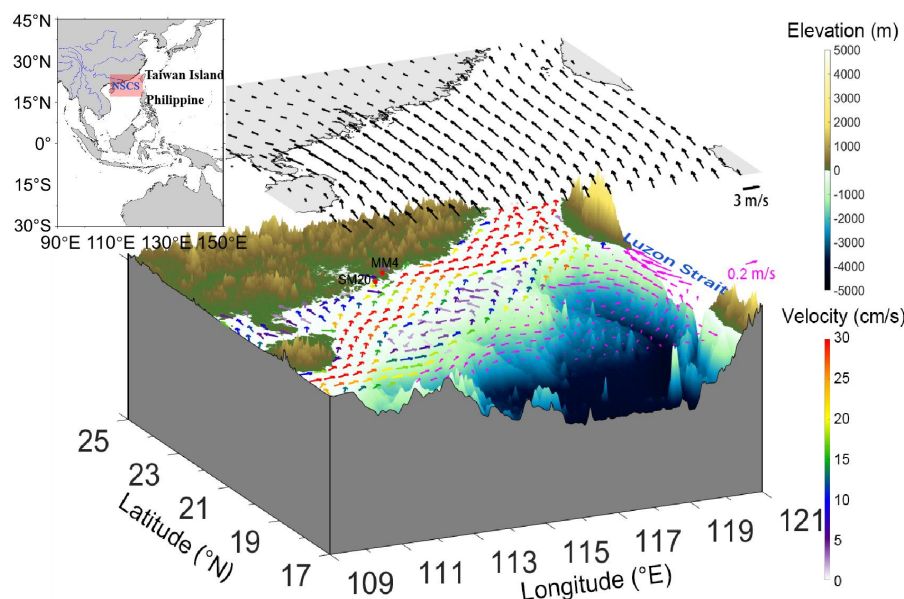 45°N
30°N
15°N
0°
15°S
30°S
90°E 110°E 130°E 150°E
Taiwan Island
NSCS
Philippine
Elevation (m)
5000
4000
3000
2000
1000
0
-1000
-2000
-3000
-4000
-5000
3 m/s
Luzon Strait
0.2 m/s
MM4
SM20
Velocity (cm/s)
30
25
20
15
10
5
0
25
23
21
19
17
Latitude (°N)
109
111
113
115
117
119
121
Longitude (°E)